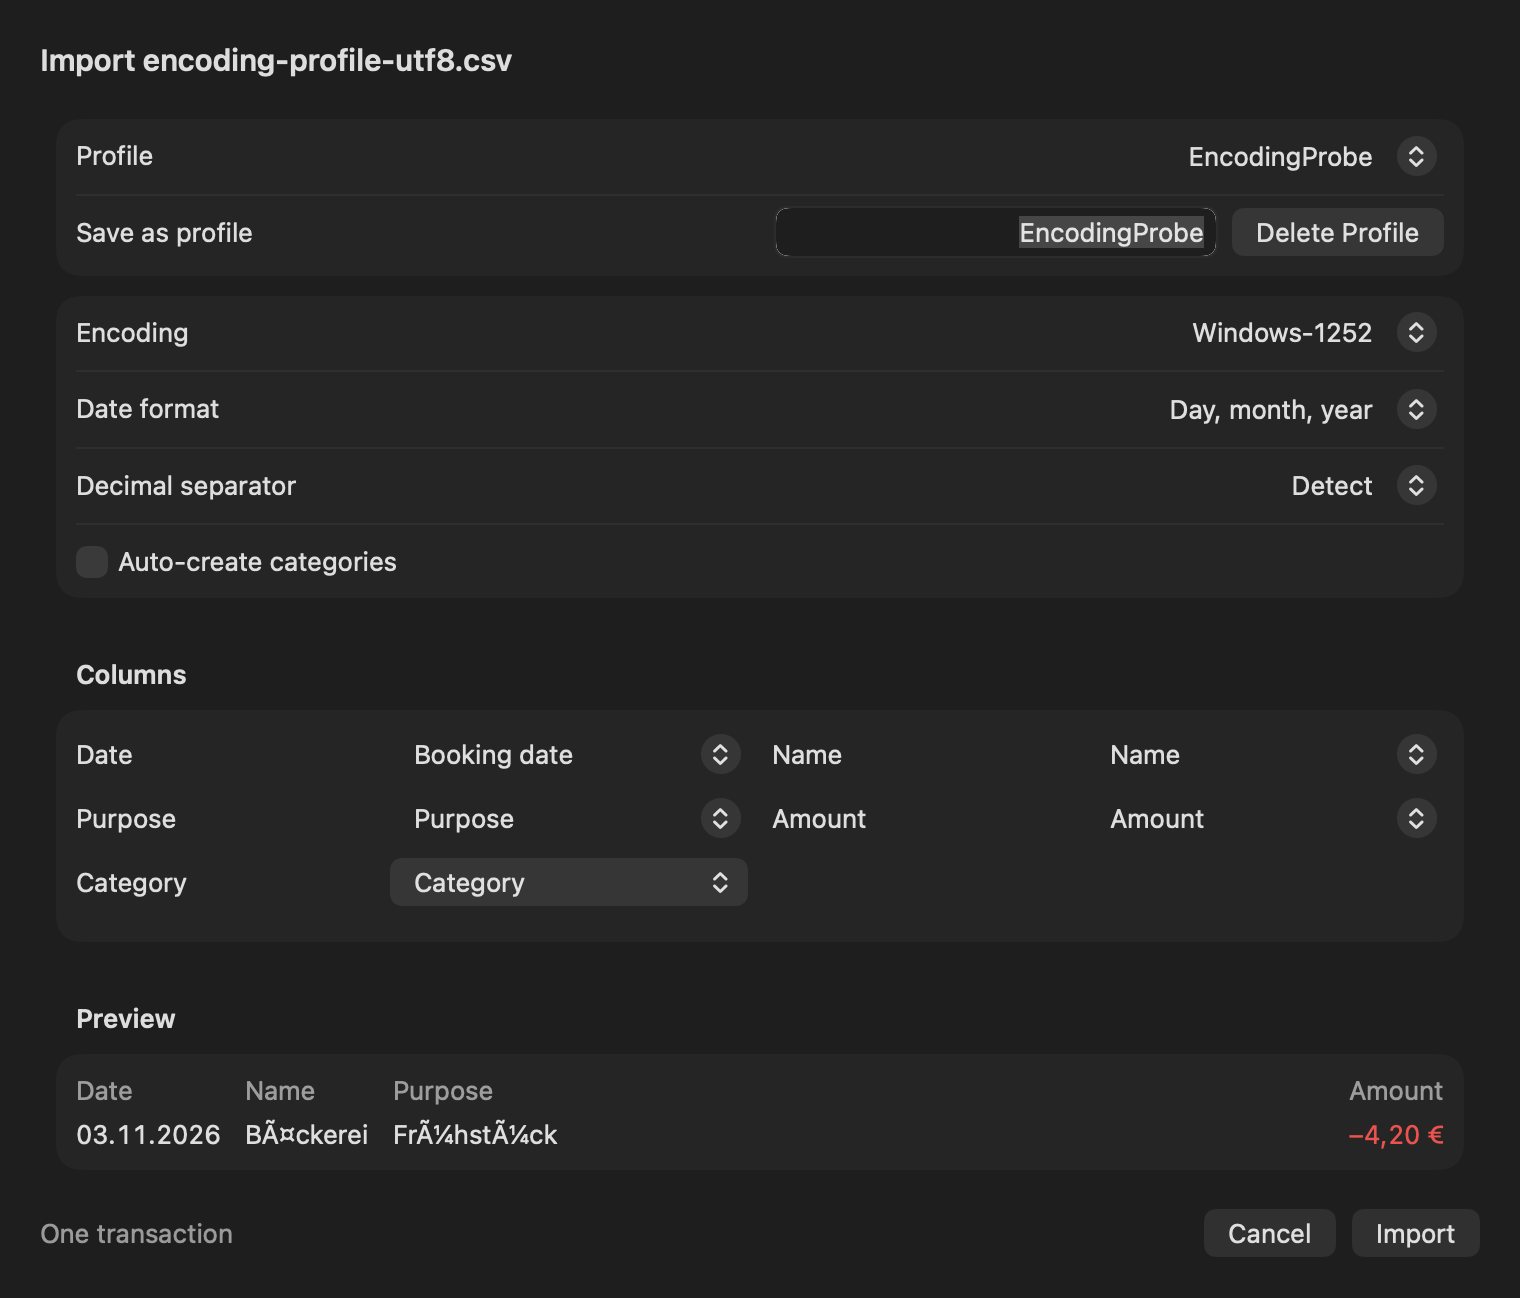 Import encoding-profile-utf8.csv
Profile EncodingProbe
Save as profile EncodingProbe Delete Profile
Encoding Windows-1252
Date format Day, month, year
Decimal separator Detect
Auto-create categories
Columns
Date Booking date Name Name
Purpose Purpose Amount Amount
Category Category
Preview
Date Name Purpose Amount
03.11.2026 BÃ¤ckerei FrÃ¼hstÃ¼ck −4,20 €
One transaction Cancel Import